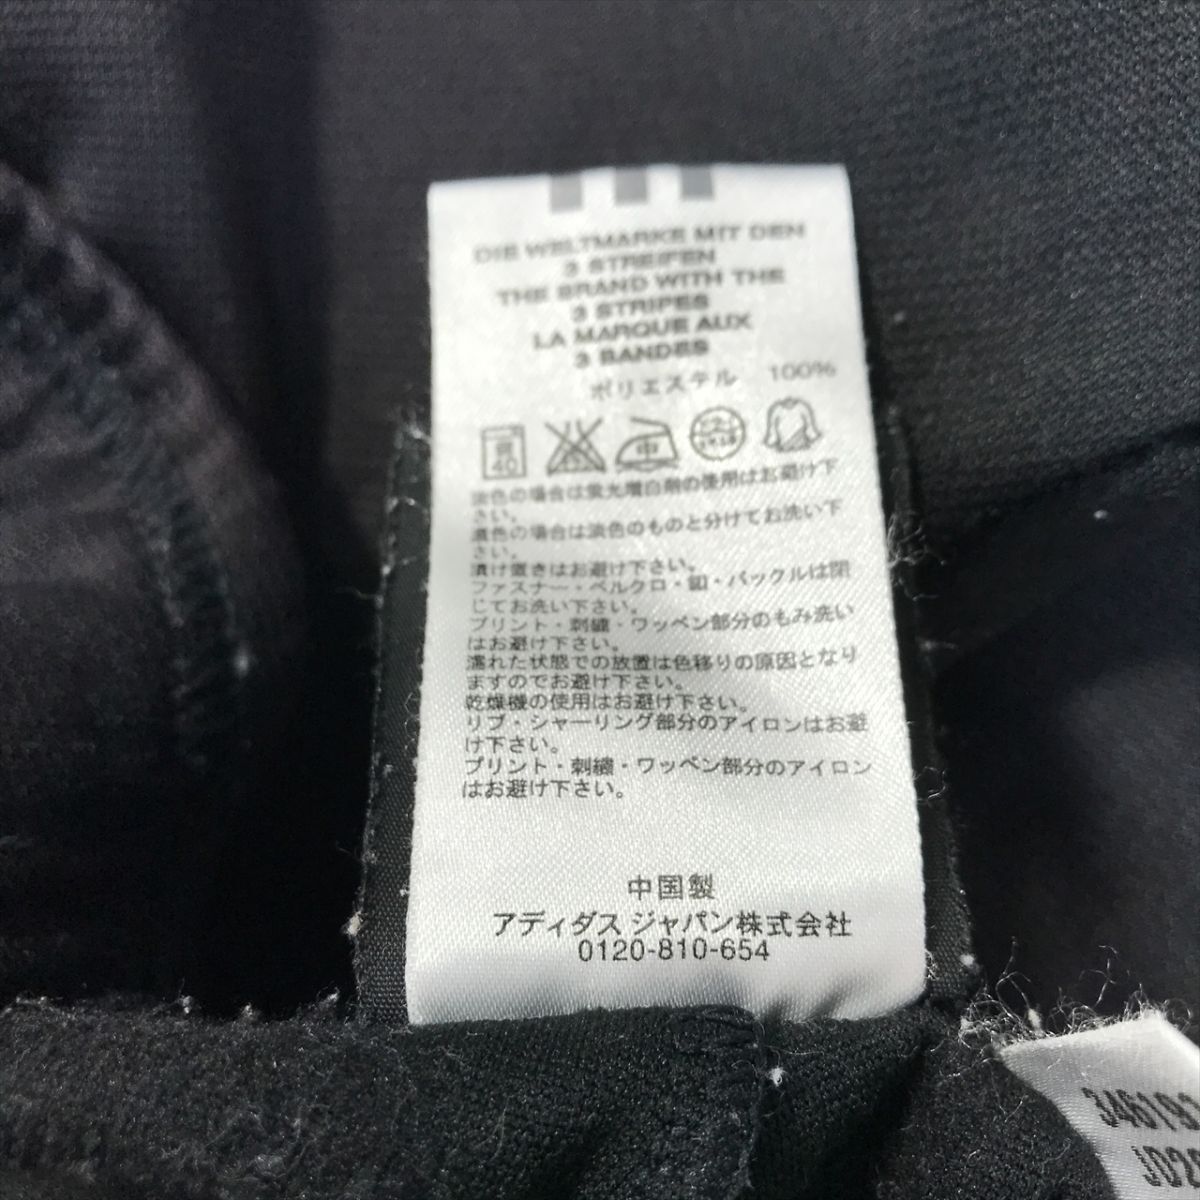 DIE WELTMARKE MIT DEN
3 STREIFEN
THE BRAND WITH THE
3 STRIPES
LA MARQUE AUX
3 BANDES
ポリエステル 100%
40 中
淡色の場合は蛍光増白剤の使用はお避け下
さい。
濃色の場合は淡色のものと分けてお洗い下
さい。
漬け置きはお避け下さい。
ファスナー・ベルクロ・釦・バックルは閉
じてお洗い下さい。
プリント・刺繍・ワッペン部分のもみ洗い
はお避け下さい。
濡れた状態での放置は色移りの原因となり
ますのでお避け下さい。
乾燥機の使用はお避け下さい。
リブ・シャーリング部分のアイロンはお避
け下さい。
プリント・刺繍・ワッペン部分のアイロン
はお避け下さい。
中国製
アディダス ジャパン株式会社
0120-810-654
346193
J020